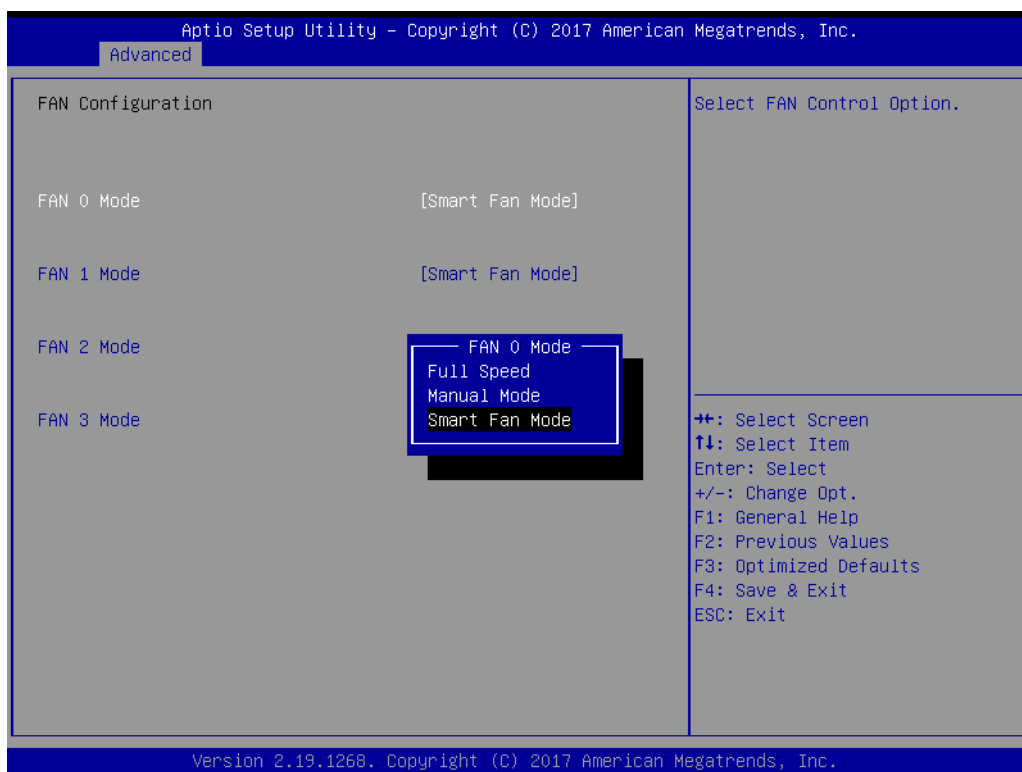 Aptio Setup Utility – Copyright (C) 2017 American Megatrends, Inc.
Advanced
FAN Configuration
FAN 0 Mode [Smart Fan Mode]
FAN 1 Mode [Smart Fan Mode]
FAN 2 Mode
FAN 3 Mode
FAN 0 Mode
Full Speed
Manual Mode
Smart Fan Mode
Select FAN Control Option.
→←: Select Screen
↑↓: Select Item
Enter: Select
+/-: Change Opt.
F1: General Help
F2: Previous Values
F3: Optimized Defaults
F4: Save & Exit
ESC: Exit
Version 2.19.1268. Copyright (C) 2017 American Megatrends, Inc.